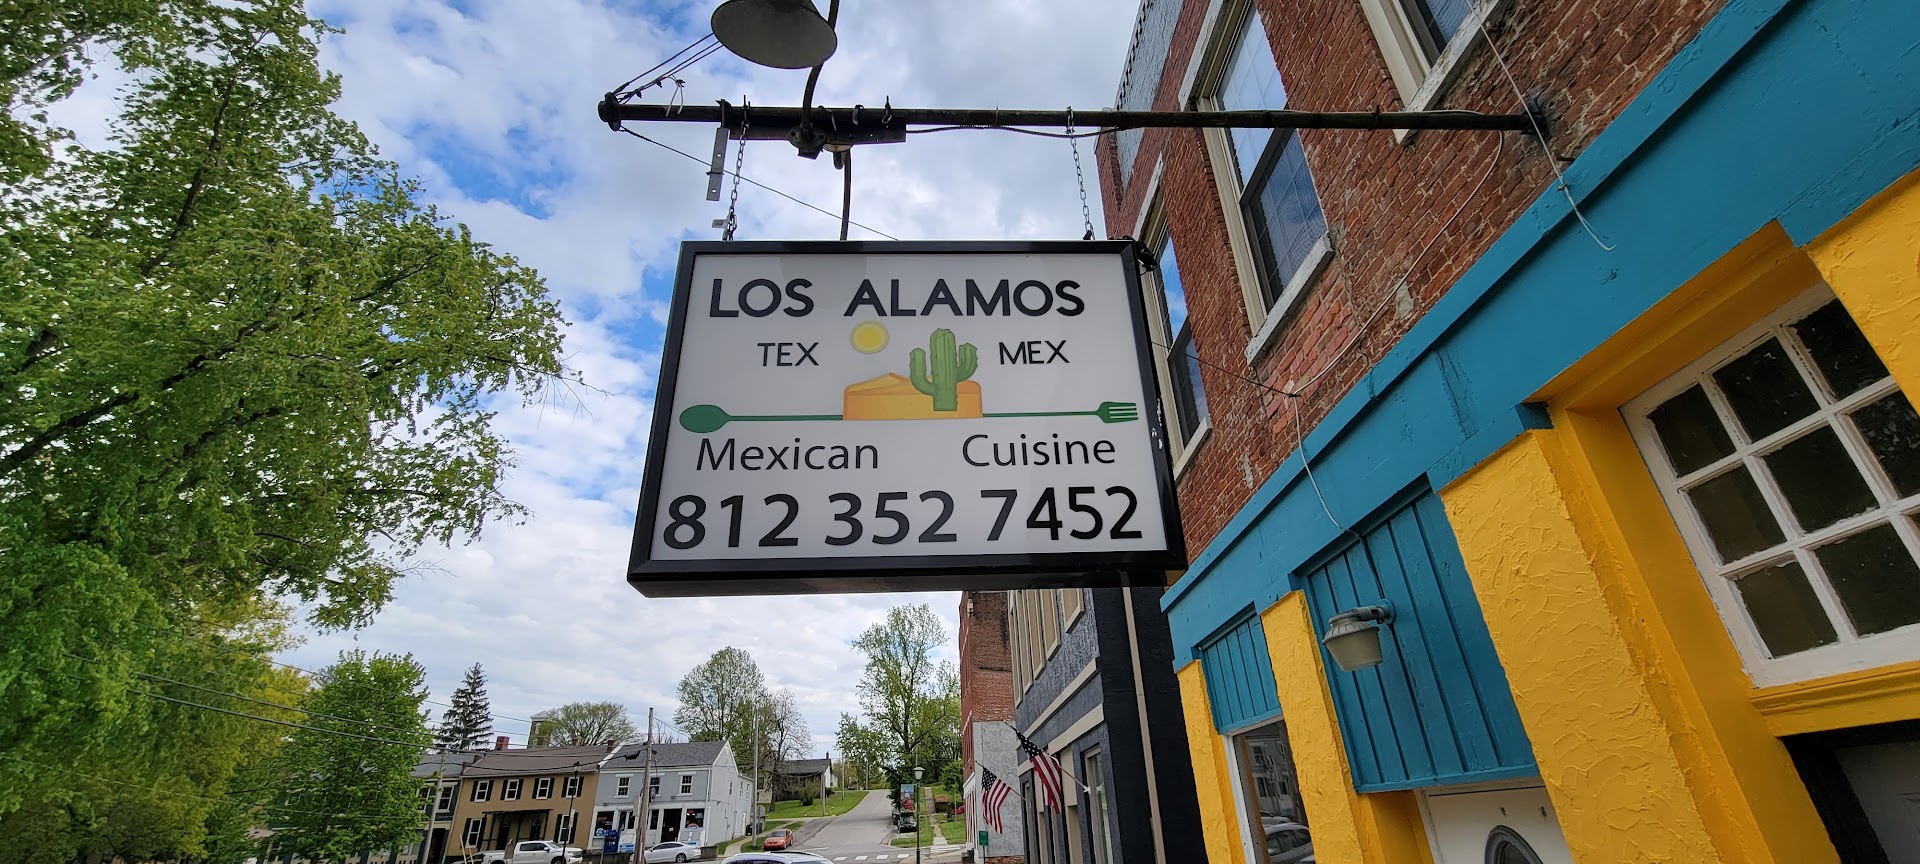 LOS ALAMOS
TEX MEX
Mexican Cuisine
812 352 7452